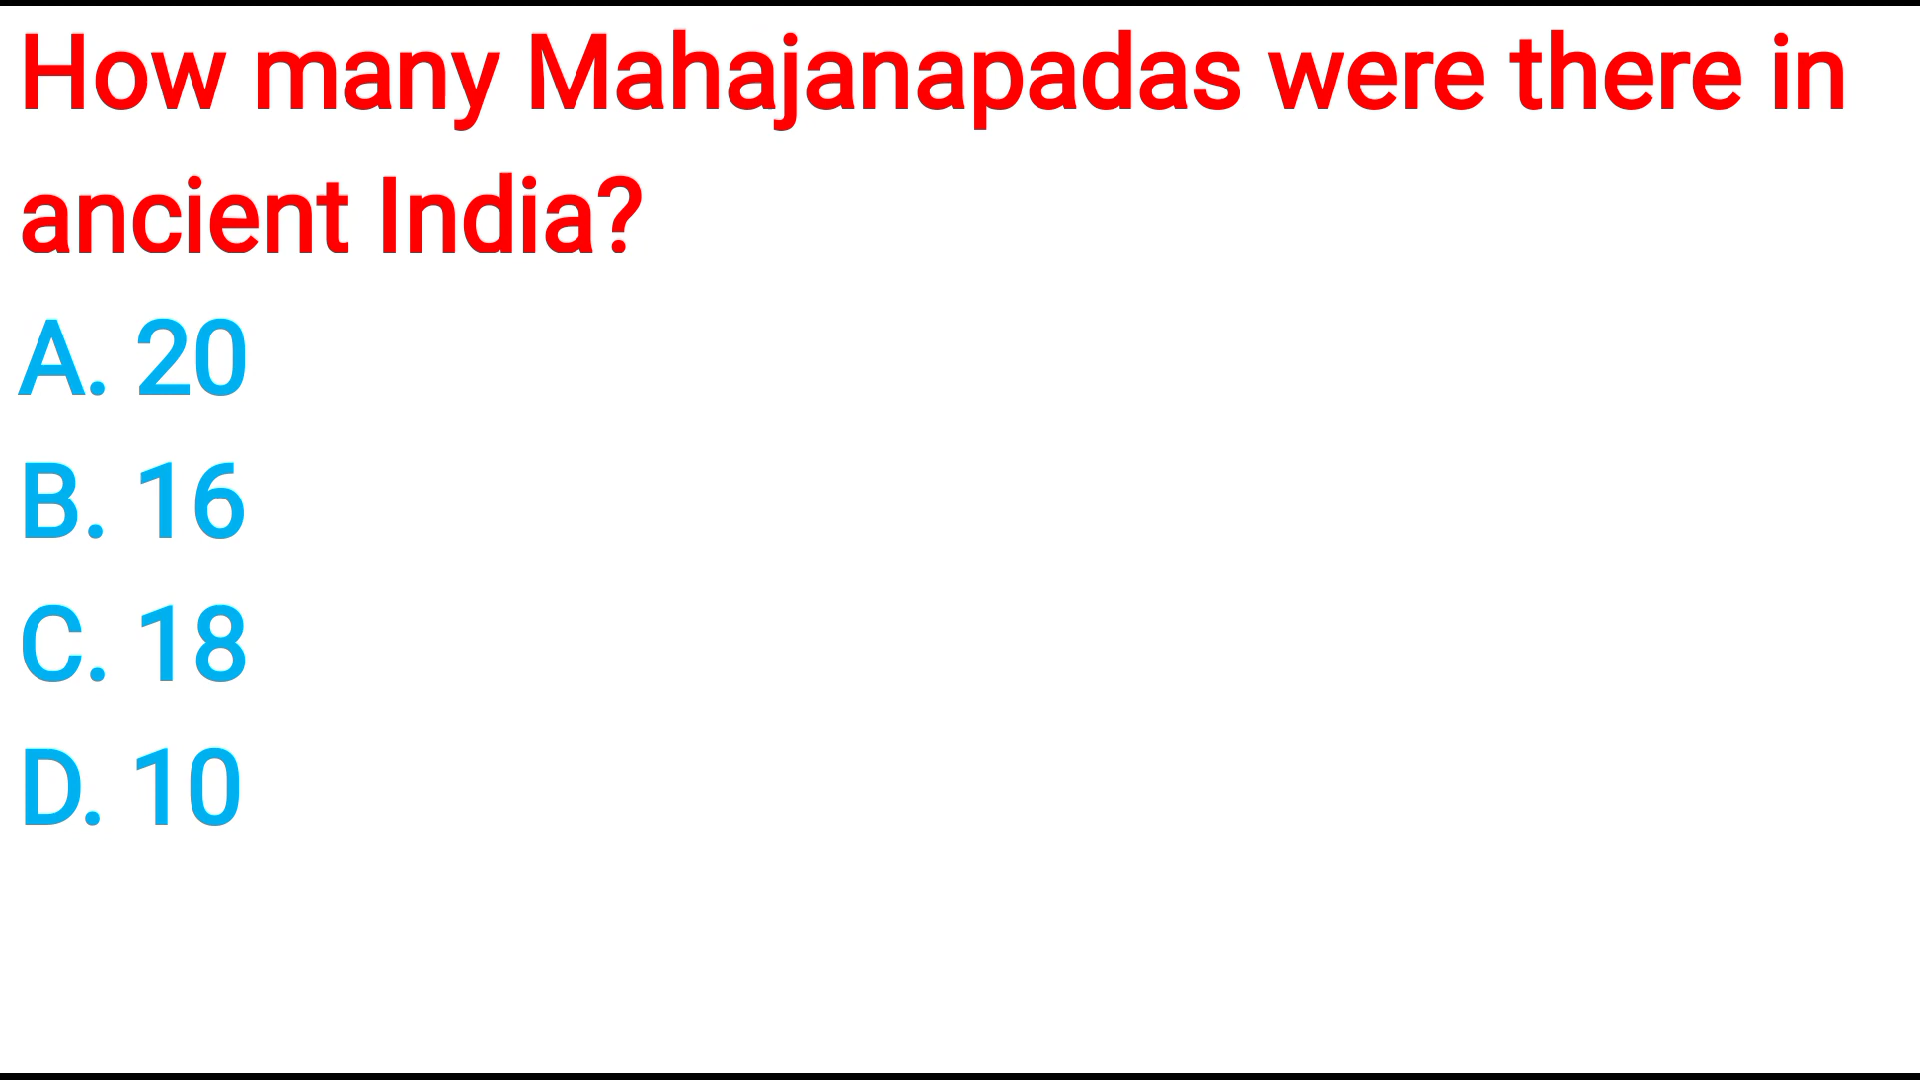 How many Mahajanapadas were there in
ancient India?
A. 20
B. 16
C. 18
D. 10